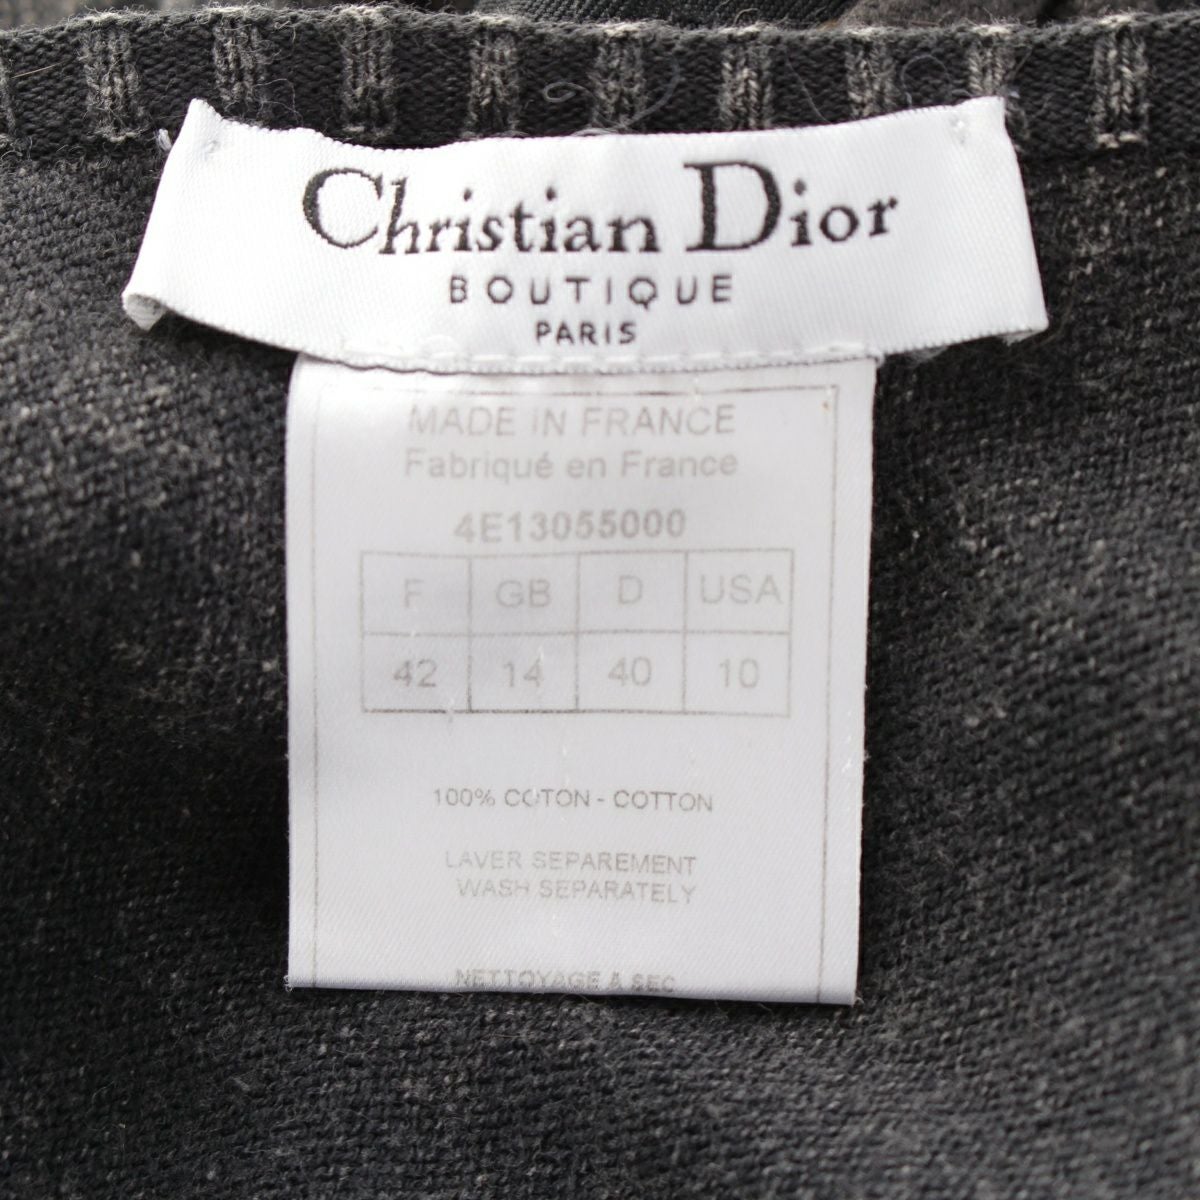 Christian Dior
BOUTIQUE
PARIS
MADE IN FRANCE
Fabriqué en France
4E13055000
F GB D USA
42 14 40 10
100% COTON - COTTON
LAVER SEPAREMENT
WASH SEPARATELY
NETTOYAGE A SEC